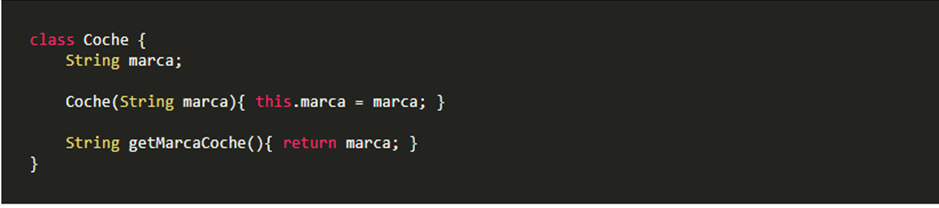 class Coche {
    String marca;
    Coche(String marca){ this.marca = marca; }
    String getMarcaCoche(){ return marca; }
}